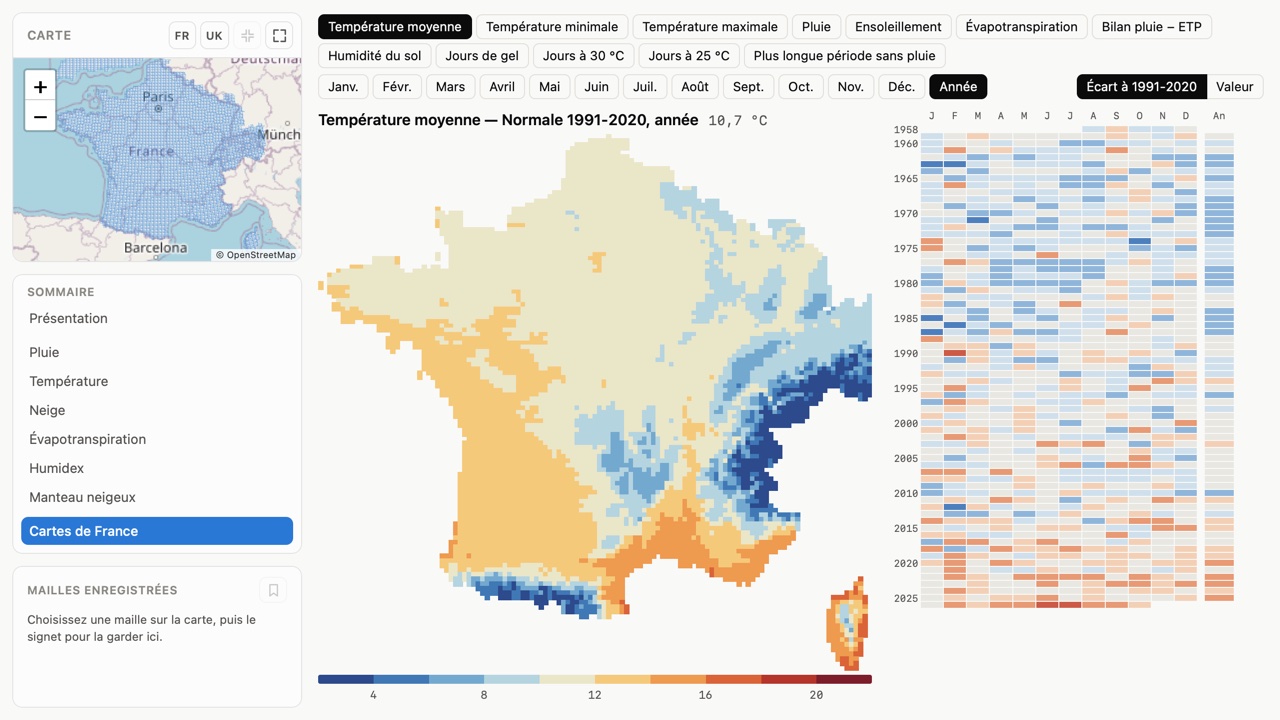 CARTE
FR
UK
+
−
Deutschland
Paris
Münch
France
Barcelona
© OpenStreetMap
SOMMAIRE
Présentation
Pluie
Température
Neige
Évapotranspiration
Humidex
Manteau neigeux
Cartes de France
MAILLES ENREGISTRÉES
Choisissez une maille sur la carte, puis le
signet pour la garder ici.
Température moyenne Température minimale Température maximale Pluie Ensoleillement Évapotranspiration Bilan pluie – ETP
Humidité du sol Jours de gel Jours à 30 °C Jours à 25 °C Plus longue période sans pluie
Janv. Févr. Mars Avril Mai Juin Juil. Août Sept. Oct. Nov. Déc. Année Écart à 1991-2020 Valeur
Température moyenne — Normale 1991-2020, année 10,7 °C
4 8 12 16 20
J F M A M J J A S O N D An
1958
1960
1965
1970
1975
1980
1985
1990
1995
2000
2005
2010
2015
2020
2025